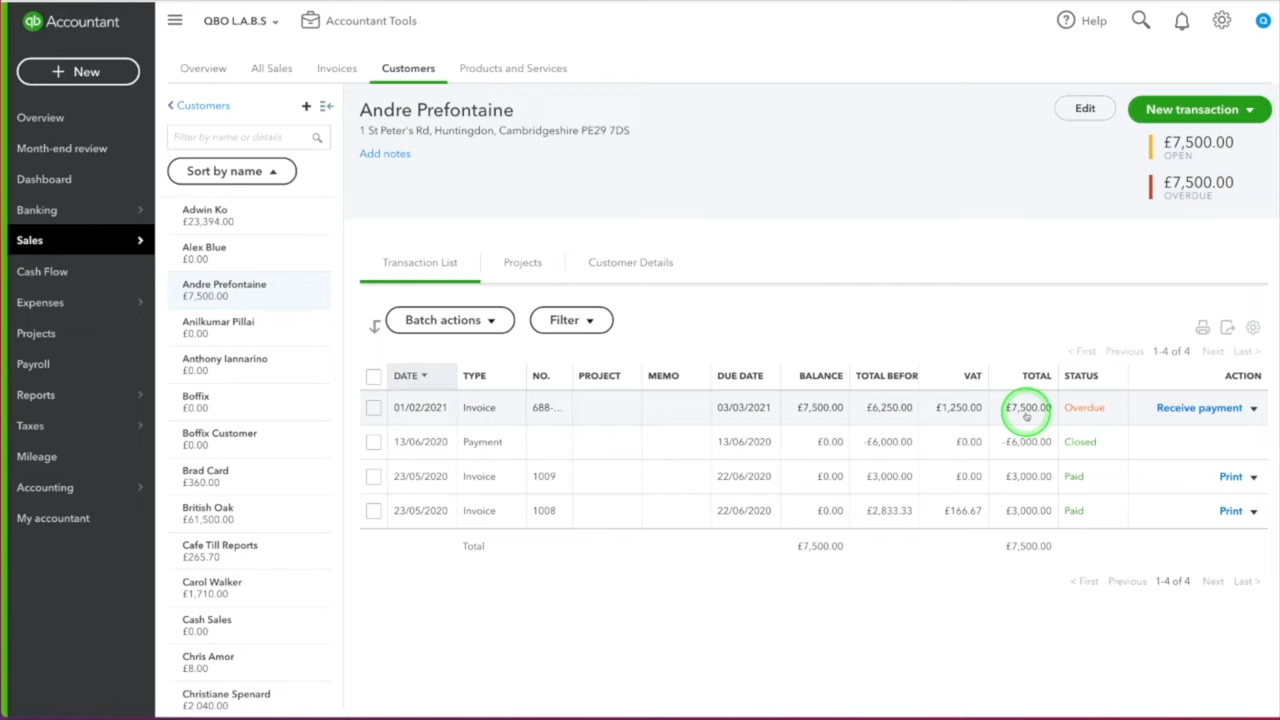 qb Accountant
QBO L.A.B.S
Accountant Tools
Help
Q
+ New
Overview
Month-end review
Dashboard
Banking
Sales
Cash Flow
Expenses
Projects
Payroll
Reports
Taxes
Mileage
Accounting
My accountant
Overview All Sales Invoices Customers Products and Services
< Customers
+
Filter by name or details
Sort by name
Adwin Ko
£23,394.00
Alex Blue
£0.00
Andre Prefontaine
£7,500.00
Anilkumar Pillai
£0.00
Anthony Iannarino
£0.00
Boffix
£0.00
Boffix Customer
£0.00
Brad Card
£360.00
British Oak
£61,500.00
Cafe Till Reports
£265.70
Carol Walker
£1,710.00
Cash Sales
£0.00
Chris Amor
£8.00
Christiane Spenard
£2,040.00
Andre Prefontaine
1 St Peter's Rd, Huntingdon, Cambridgeshire PE29 7DS
Add notes
Edit
New transaction
£7,500.00
OPEN
£7,500.00
OVERDUE
Transaction List Projects Customer Details
Batch actions Filter
< First Previous 1-4 of 4 Next Last >
DATE TYPE NO. PROJECT MEMO DUE DATE BALANCE TOTAL BEFOR VAT TOTAL STATUS ACTION
01/02/2021 Invoice 688-... 03/03/2021 £7,500.00 £6,250.00 £1,250.00 £7,500.00 Overdue Receive payment
13/06/2020 Payment 13/06/2020 £0.00 -£6,000.00 £0.00 -£6,000.00 Closed
23/05/2020 Invoice 1009 22/06/2020 £0.00 £3,000.00 £0.00 £3,000.00 Paid Print
23/05/2020 Invoice 1008 22/06/2020 £0.00 £2,833.33 £166.67 £3,000.00 Paid Print
Total £7,500.00 £7,500.00
< First Previous 1-4 of 4 Next Last >